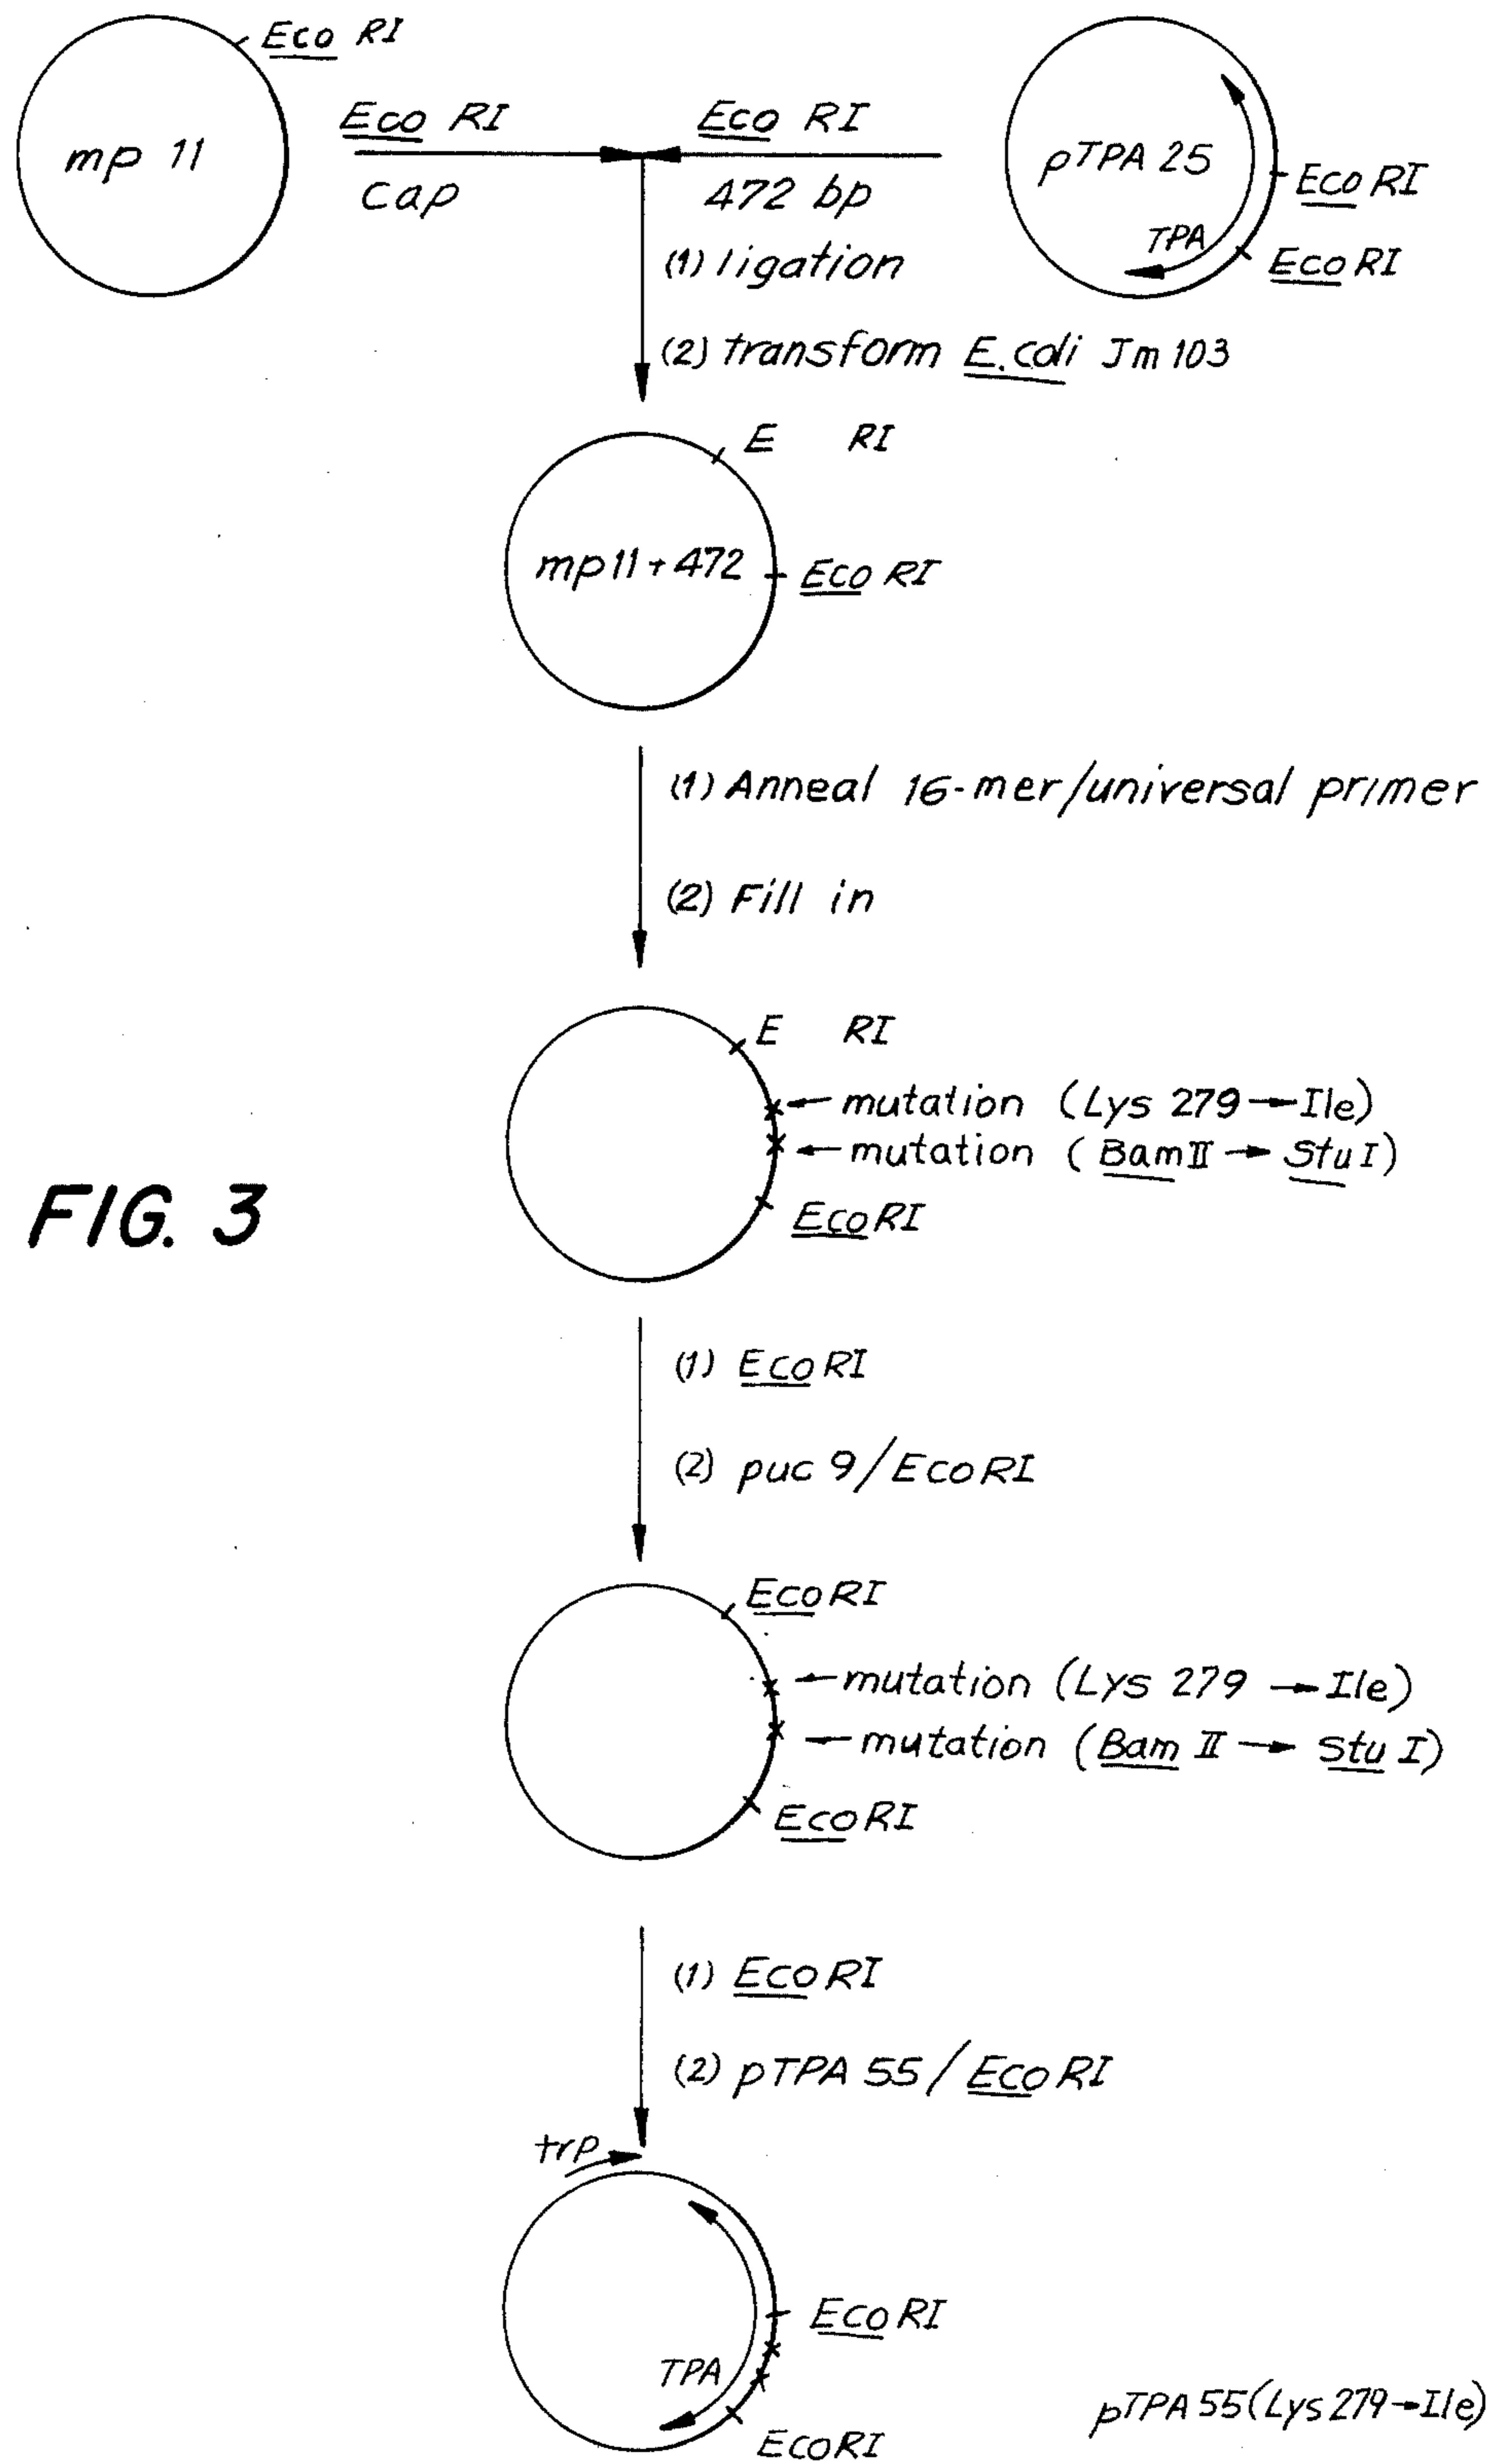 Eco RI
mp 11
Eco RI
Cap
Eco RI
472 bp
pTPA 25
TPA
Eco RI
Eco RI
(1) ligation
(2) transform E. coli Jm 103
E RI
mp11+472
Eco RI
(1) Anneal 16-mer/universal primer
(2) Fill in
E RI
mutation (Lys 279→Ile)
mutation (Bam II → Stu I)
Eco RI
FIG. 3
(1) Eco RI
(2) puc 9/Eco RI
Eco RI
mutation (Lys 279 → Ile)
mutation (Bam II → Stu I)
Eco RI
(1) Eco RI
(2) pTPA 55/Eco RI
trp
Eco RI
TPA
Eco RI
pTPA 55(Lys 279→Ile)